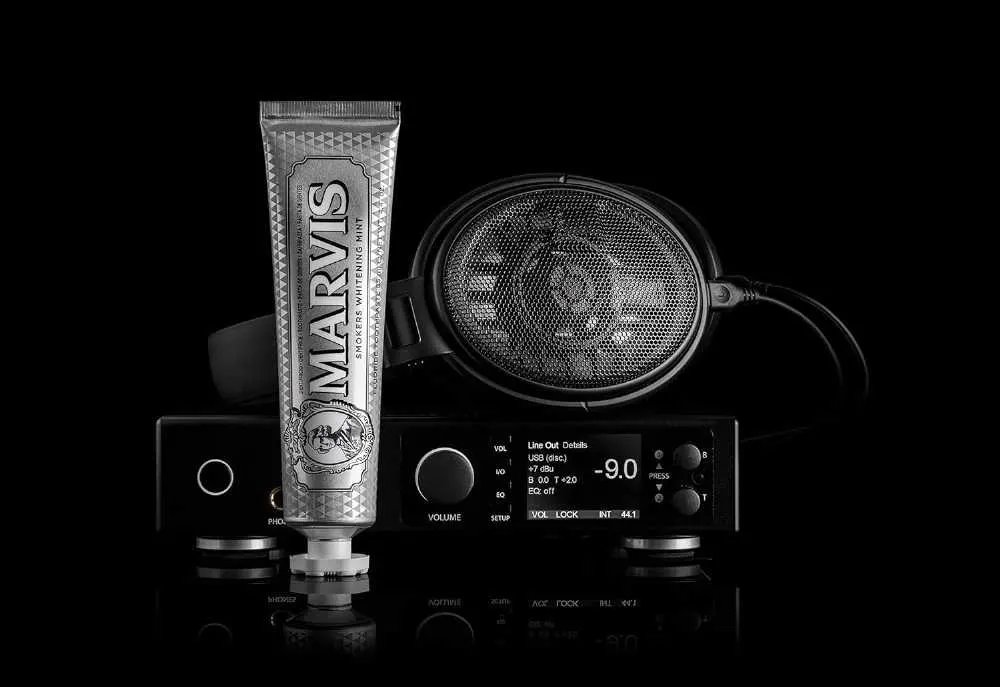 MARVIS
SMOKERS WHITENING MINT
PHO
VOLUME
VOL
I/O
EQ
SETUP
Line Out Details
USB (disc.)
+7 dBu
-9.0
B 0.0 T +2.0
EQ: off
VOL LOCK INT 44.1
B
PRESS
T